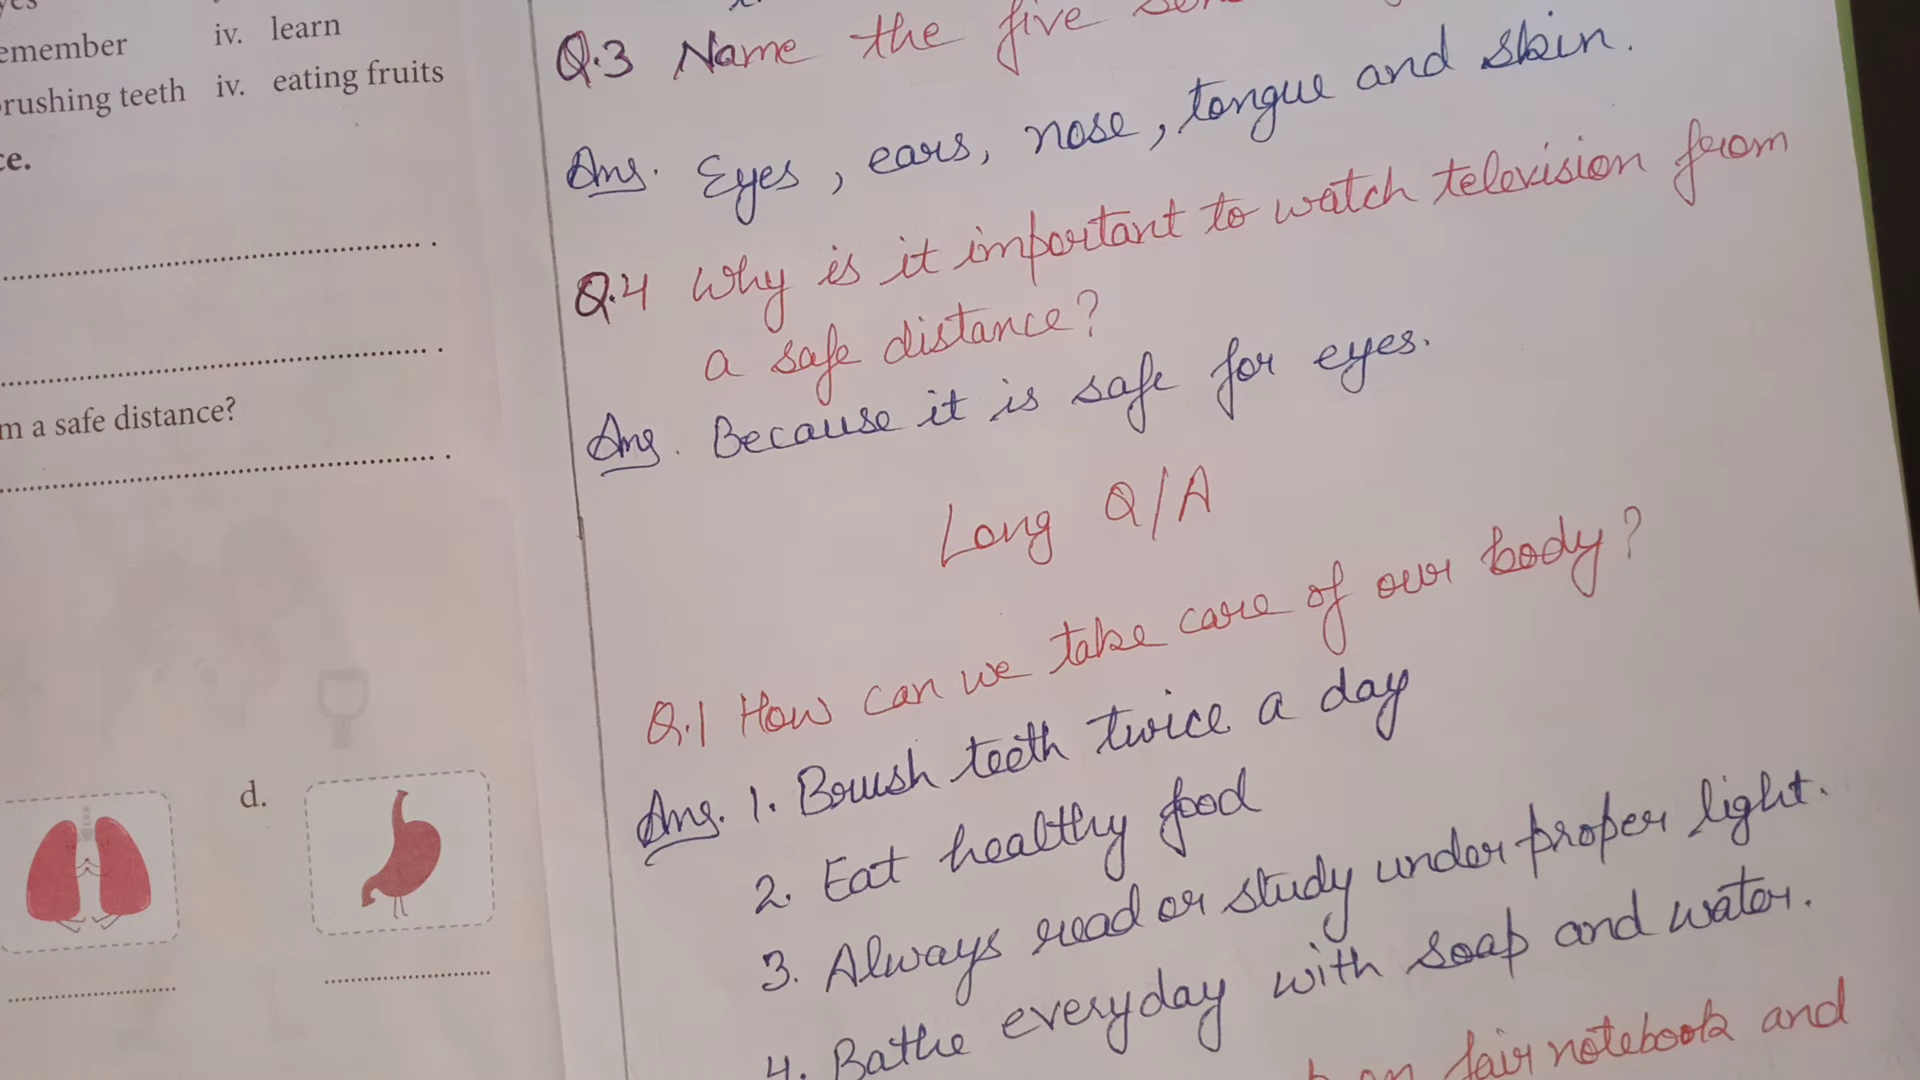 iv. learn
brushing teeth iv. eating fruits
a safe distance?
d.
Q.3 Name the five
Ans. Eyes, ears, nose, tongue and skin.
Q.4 Why is it important to watch television from
a safe distance?
Ans. Because it is safe for eyes.
Long Q/A
Q.1 How can we take care of our body?
Ans. 1. Brush teeth twice a day
2. Eat healthy food
3. Always read or study under proper light.
4. Bathe everyday with soap and water.
fair notebook and